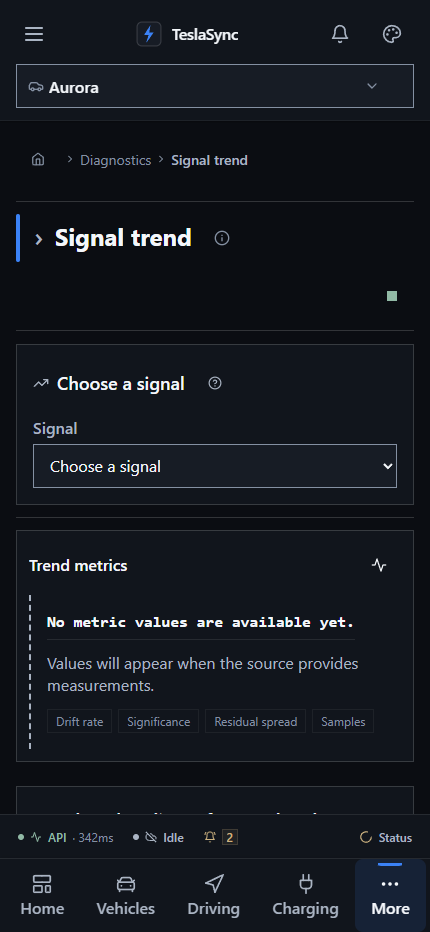 TeslaSync
Aurora
Diagnostics
Signal trend
Signal trend
Choose a signal
Signal
Choose a signal
Trend metrics
No metric values are available yet.
Values will appear when the source provides
measurements.
Drift rate
Significance
Residual spread
Samples
API · 342ms
Idle
2
Status
Home
Vehicles
Driving
Charging
More